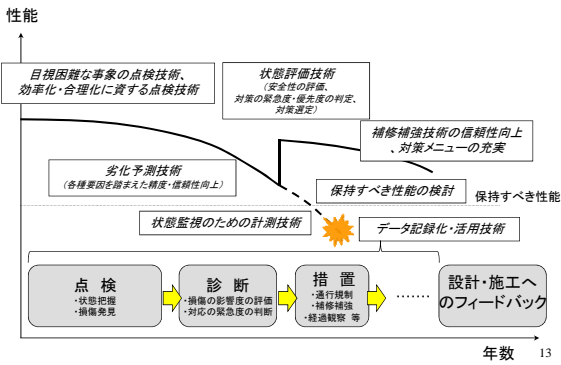 性能
目視困難な事象の点検技術、
効率化・合理化に資する点検技術
状態評価技術
（安全性の評価、
対策の緊急度・優先度の判定、
対策選定）
補修補強技術の信頼性向上
、対策メニューの充実
劣化予測技術
（各種要因を踏まえた精度・信頼性向上）
保持すべき性能の検討
保持すべき性能
状態監視のための計測技術
データ記録化・活用技術
点 検
・状態把握
・損傷発見
診 断
・損傷の影響度の評価
・対応の緊急度の判断
措 置
・通行規制
・補修補強
・経過観察 等
……
設計・施工へ
のフィードバック
年数
13